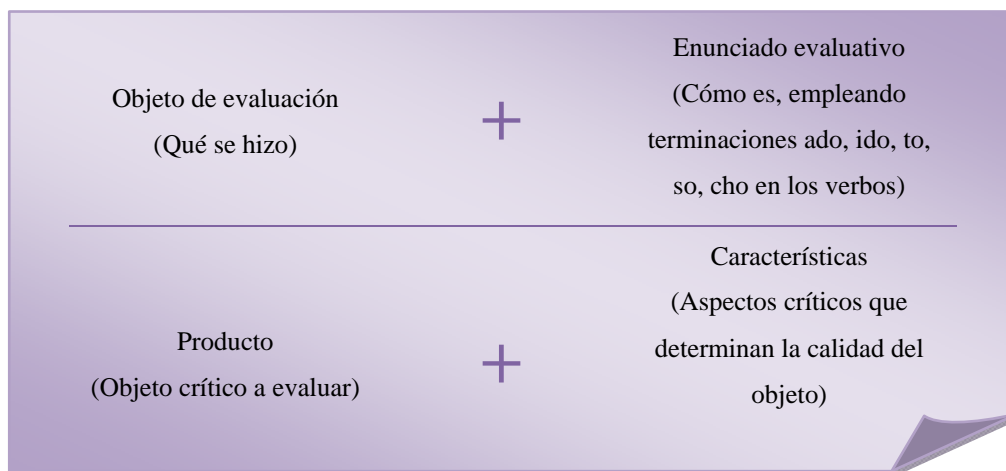 Objeto de evaluación
(Qué se hizo)
+
Enunciado evaluativo
(Cómo es, empleando
terminaciones ado, ido, to,
so, cho en los verbos)
Producto
(Objeto crítico a evaluar)
+
Características
(Aspectos críticos que
determinan la calidad del
objeto)